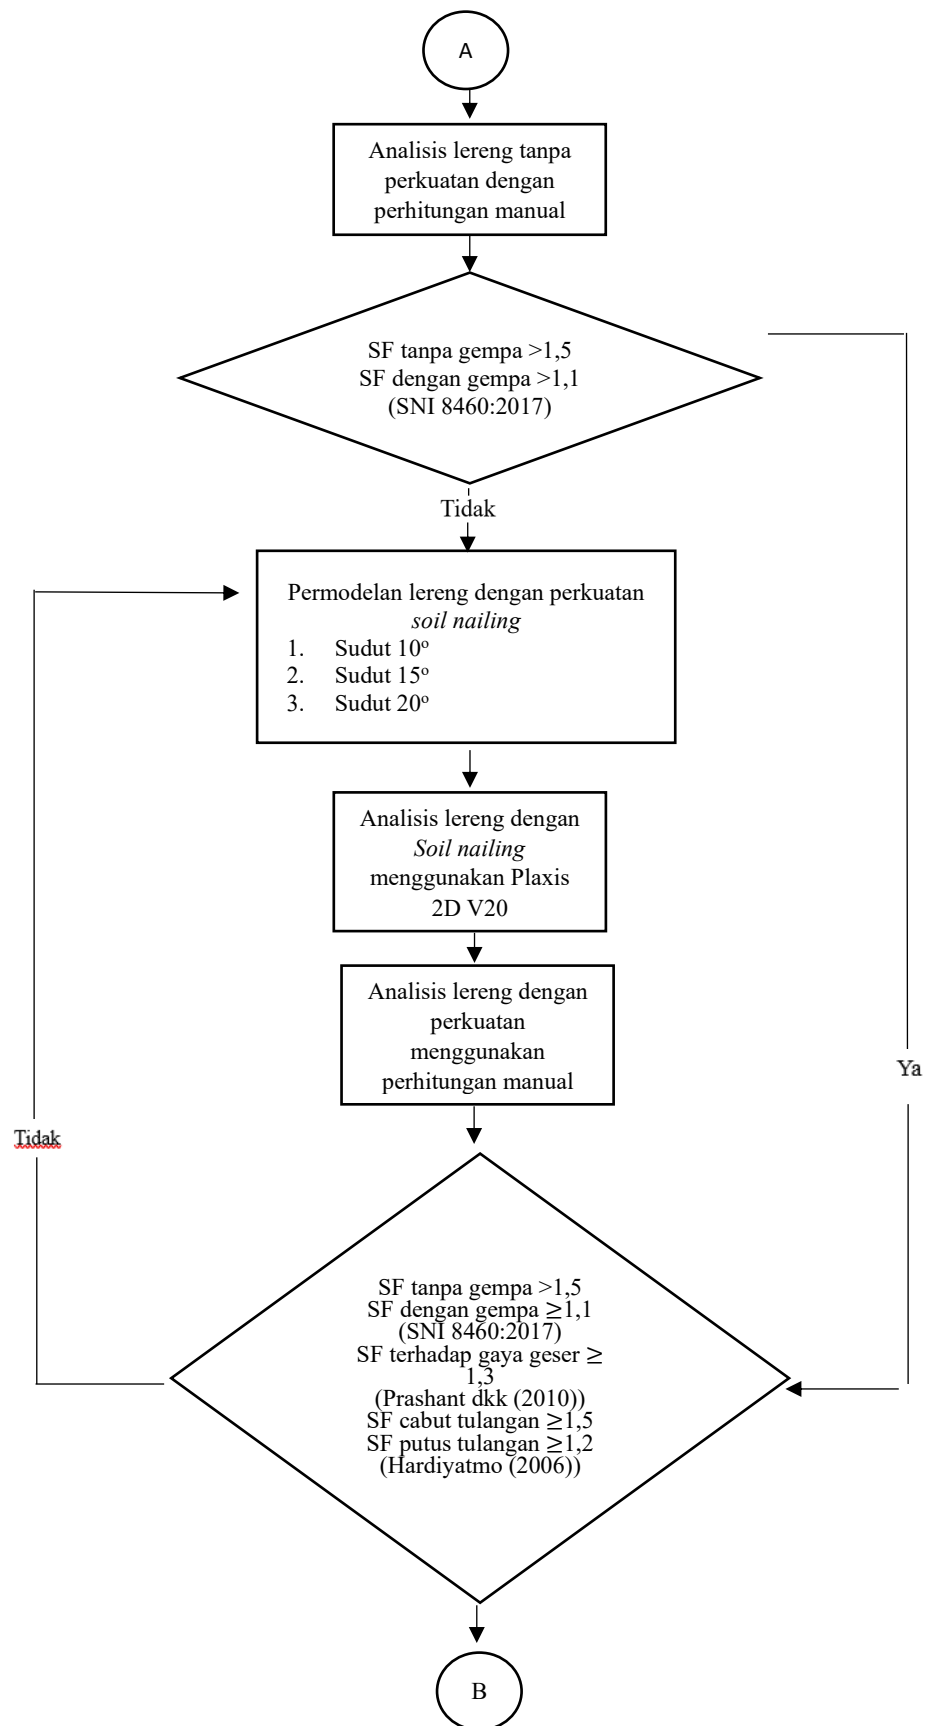 A
Analisis lereng tanpa
perkuatan dengan
perhitungan manual
SF tanpa gempa >1,5
SF dengan gempa >1,1
(SNI 8460:2017)
Tidak
Permodelan lereng dengan perkuatan
soil nailing
1. Sudut 10°
2. Sudut 15°
3. Sudut 20°
Analisis lereng dengan
Soil nailing
menggunakan Plaxis
2D V20
Analisis lereng dengan
perkuatan
menggunakan
perhitungan manual
Ya
Tidak
SF tanpa gempa >1,5
SF dengan gempa ≥1,1
(SNI 8460:2017)
SF terhadap gaya geser ≥
1,3
(Prashant dkk (2010))
SF cabut tulangan ≥1,5
SF putus tulangan ≥1,2
(Hardiyatmo (2006))
B